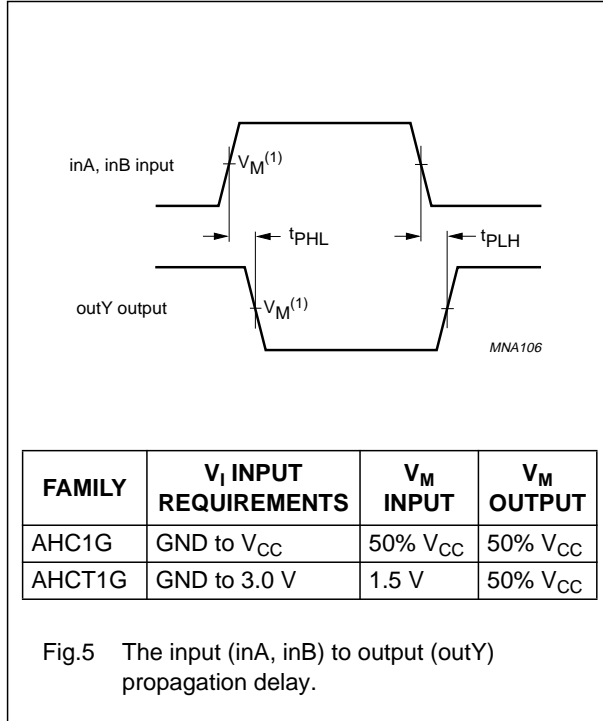 inA, inB input
V_M(1)
t_PHL
t_PLH
outY output
V_M(1)
MNA106
FAMILY V_I INPUT REQUIREMENTS V_M INPUT V_M OUTPUT
AHC1G GND to V_CC 50% V_CC 50% V_CC
AHCT1G GND to 3.0 V 1.5 V 50% V_CC
Fig.5 The input (inA, inB) to output (outY)
propagation delay.